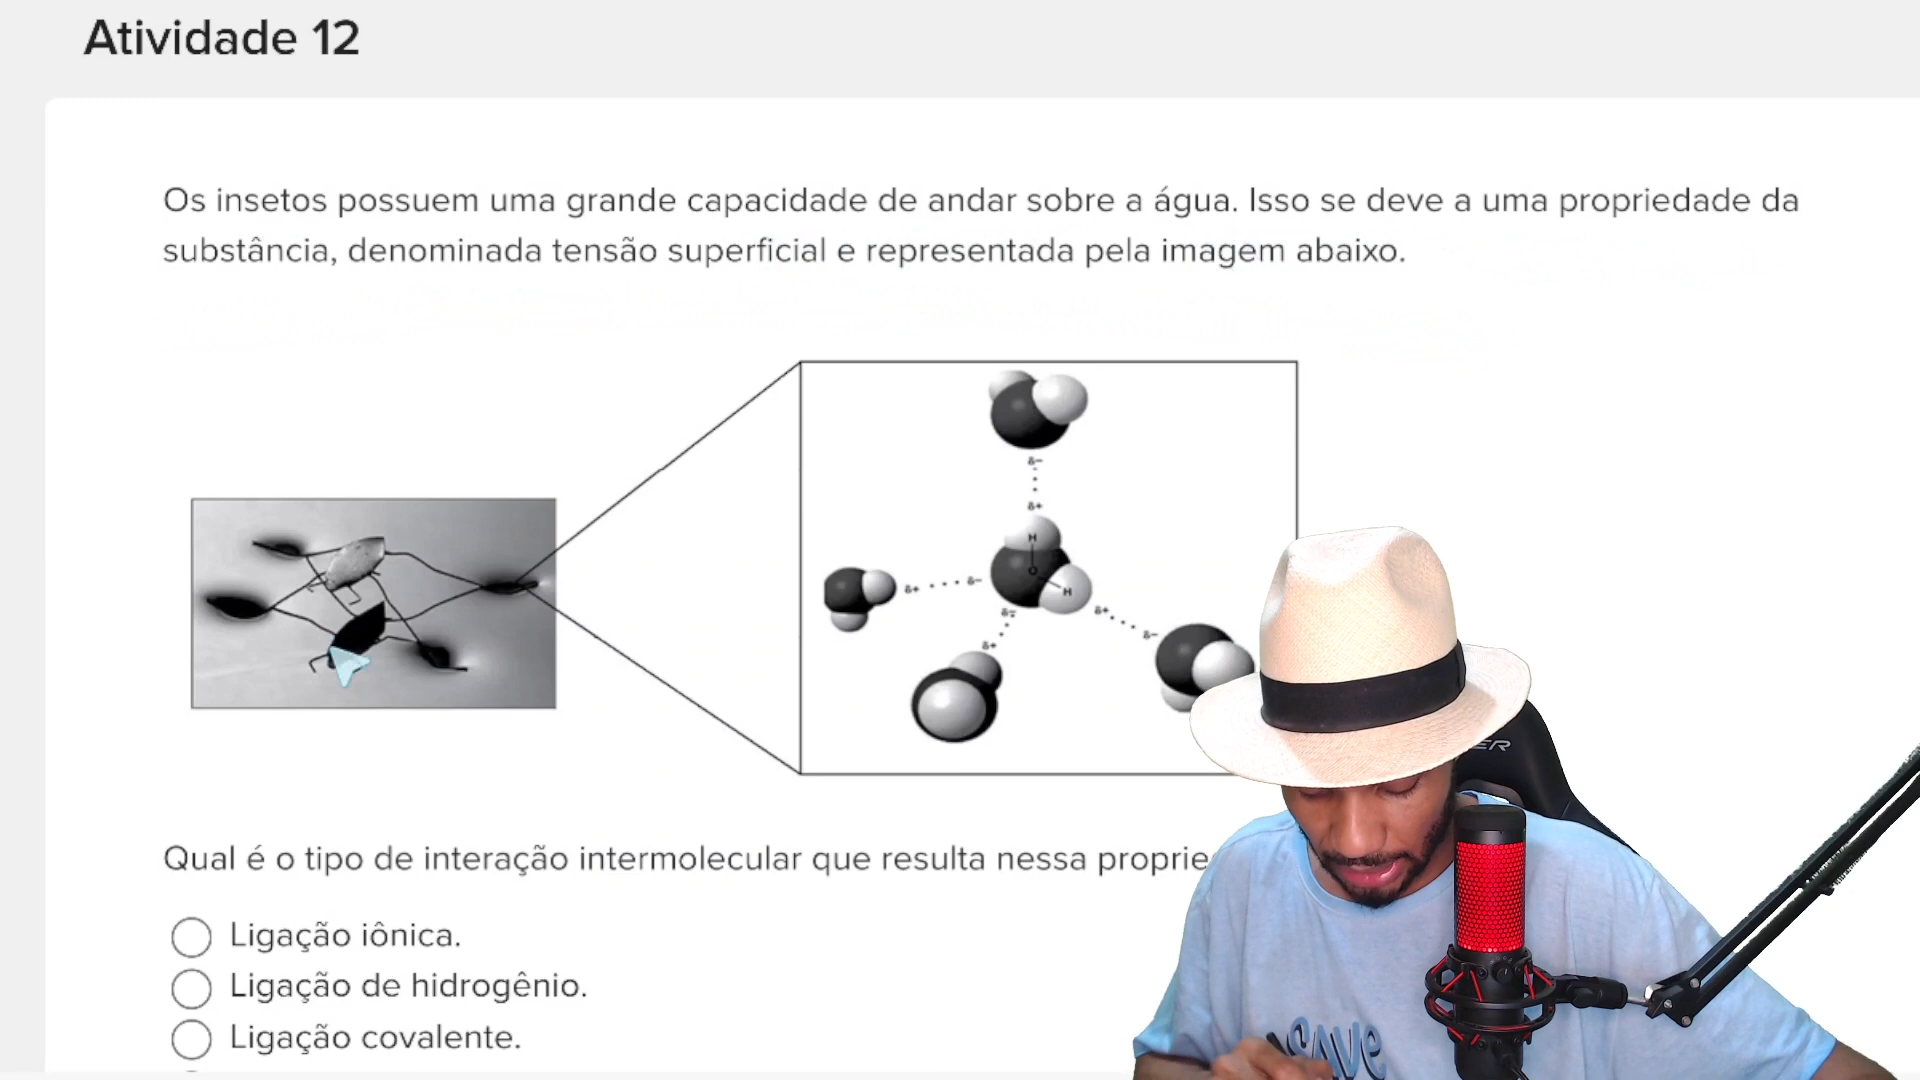 Atividade 12
Os insetos possuem uma grande capacidade de andar sobre a água. Isso se deve a uma propriedade da
substância, denominada tensão superficial e representada pela imagem abaixo.
δ−
δ+
H
O
H
δ+
δ−
δ−
δ+
δ+
δ−
Qual é o tipo de interação intermolecular que resulta nessa
Ligação iônica.
Ligação de hidrogênio.
Ligação covalente.